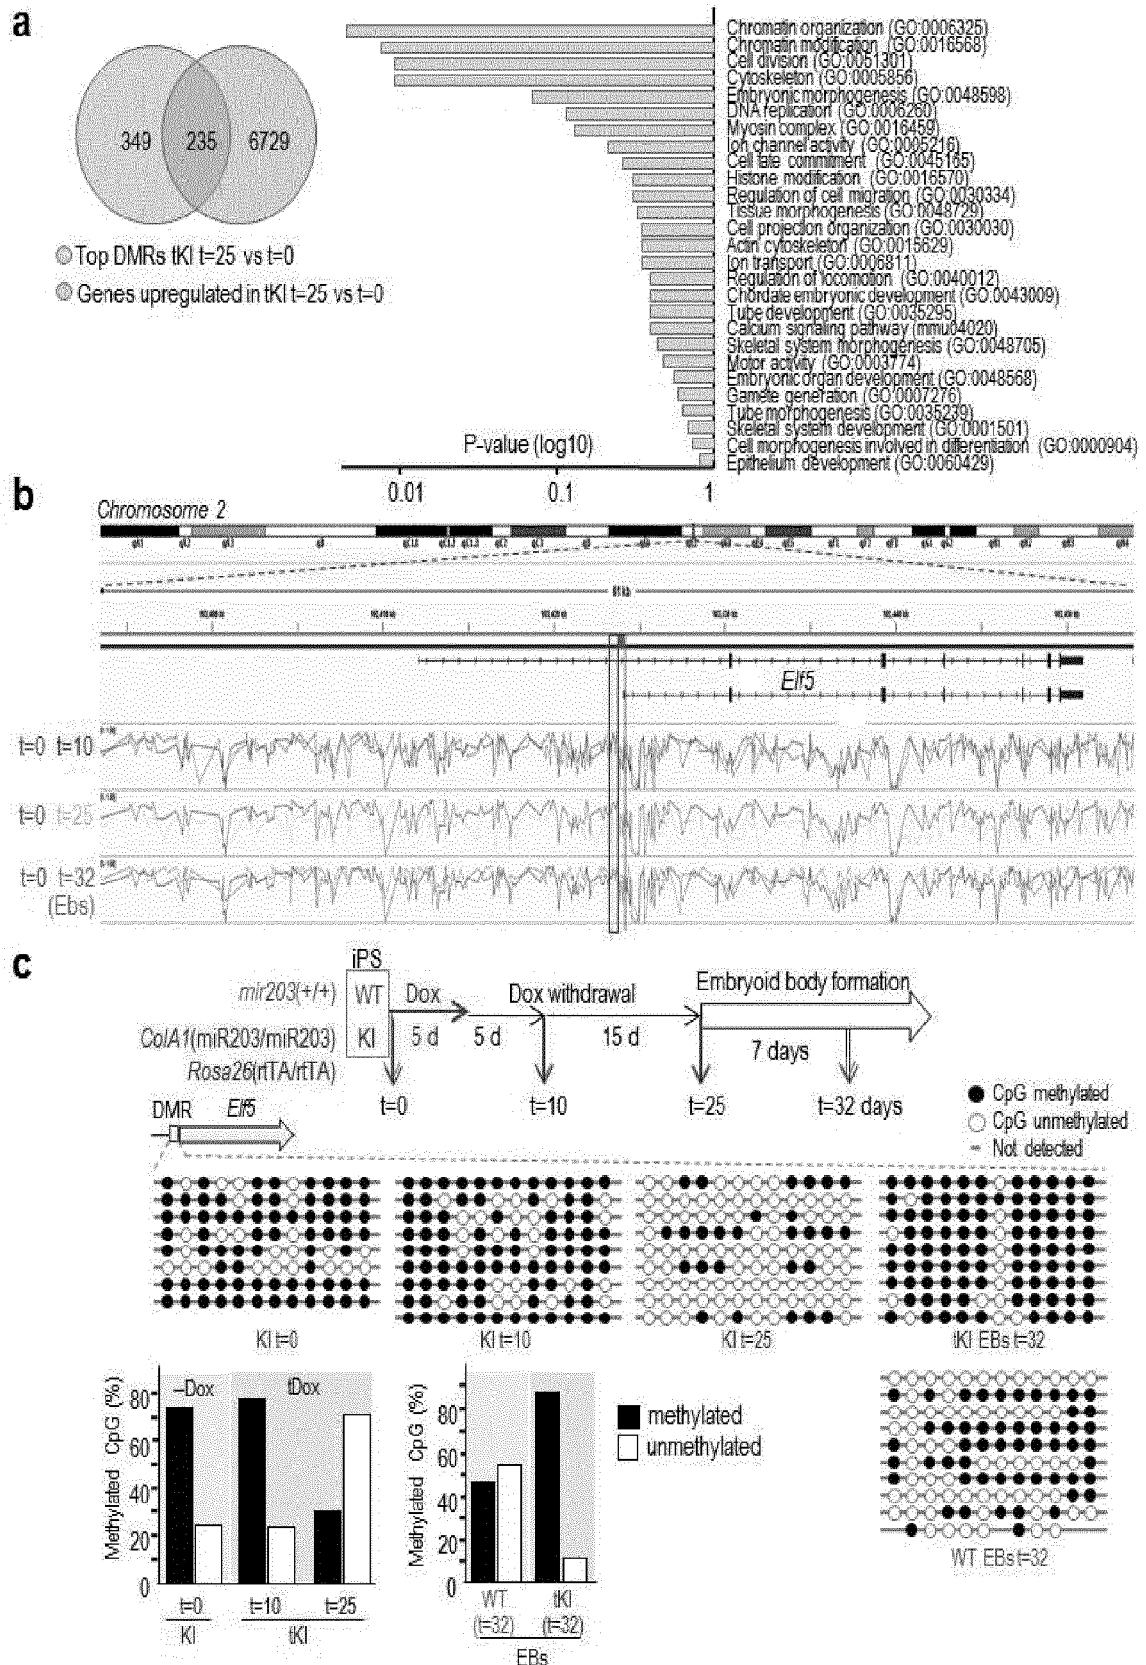 a
349
235
6729
Top DMRs tKI t=25 vs t=0
Genes upregulated in tKI t=25 vs t=0
Chromatin organization (GO:0006325)
Chromatin modification (GO:0016568)
Cell division (GO:0051301)
Cytoskeleton (GO:0005856)
Embryonic morphogenesis (GO:0048598)
DNA replication (GO:0006260)
Myosin complex (GO:0016459)
Ion channel activity (GO:0005216)
Cell fate commitment (GO:0045165)
Histone modification (GO:0016570)
Regulation of cell migration (GO:0030334)
Tissue morphogenesis (GO:0048729)
Cell projection organization (GO:0030030)
Actin cytoskeleton (GO:0015629)
Ion transport (GO:0006811)
Regulation of locomotion (GO:0040012)
Chordate embryonic development (GO:0043009)
Tube development (GO:0035295)
Calcium signaling pathway (mmu04020)
Skeletal system morphogenesis (GO:0048705)
Motor activity (GO:0003774)
Embryonic organ development (GO:0048568)
Gamete generation (GO:0007276)
Tube morphogenesis (GO:0035239)
Skeletal system development (GO:0001501)
Cell morphogenesis involved in differentiation (GO:0000904)
Epithelium development (GO:0060429)
P-value (log10)
0.01 0.1 1
b
Chromosome 2
Elf5
t=0 t=10
t=0 t=25
t=0 t=32
(Ebs)
c
iPS
mir203(+/+)
WT
Dox
Dox withdrawal
Embryoid body formation
ColA1(miR203/miR203)
KI
5 d
5 d
15 d
7 days
Rosa26(rtTA/rtTA)
t=0
t=10
t=25
t=32 days
DMR
Elf5
CpG methylated
CpG unmethylated
Not detected
KI t=0
KI t=10
KI t=25
tKI EBs t=32
Methylated CpG (%)
80
60
40
20
0
–Dox
tDox
t=0
t=10
t=25
KI
tKI
Methylated CpG (%)
80
60
40
20
0
WT
(t=32)
tKI
(t=32)
EBs
methylated
unmethylated
WT EBs t=32